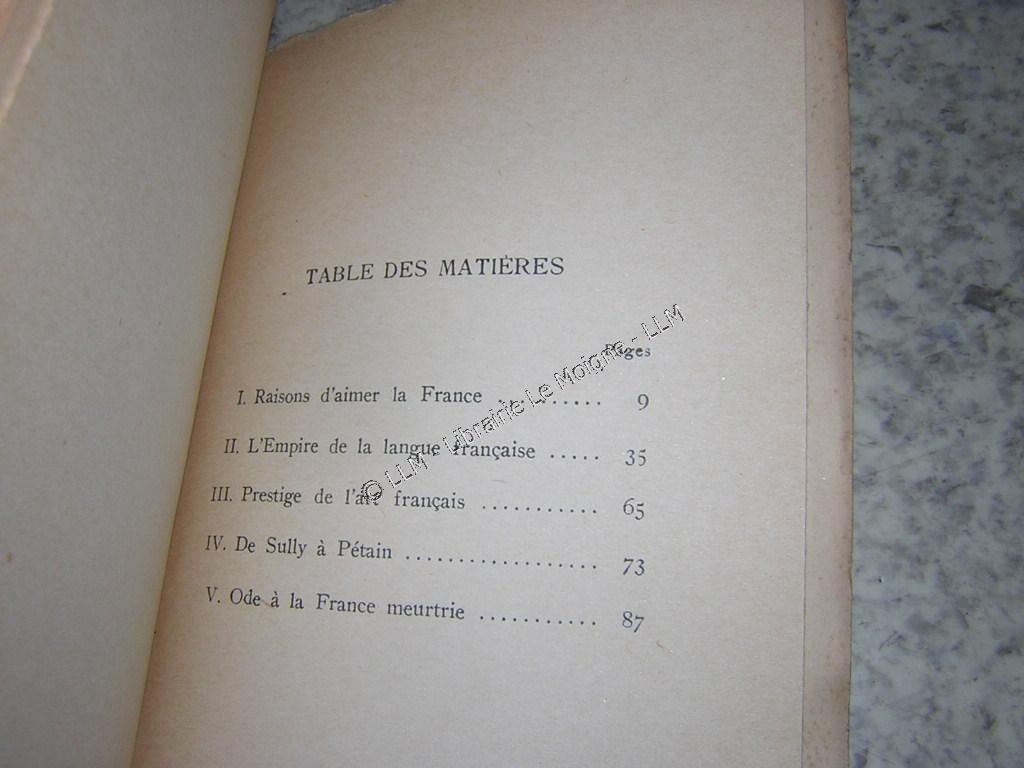 TABLE DES MATIÈRES
Pages
I. Raisons d'aimer la France .......... 9
II. L'Empire de la langue française ..... 35
III. Prestige de l'art français ........... 65
IV. De Sully à Pétain .................. 73
V. Ode à la France meurtrie ........... 87
© LLM - Librairie Le Moigne - LLM